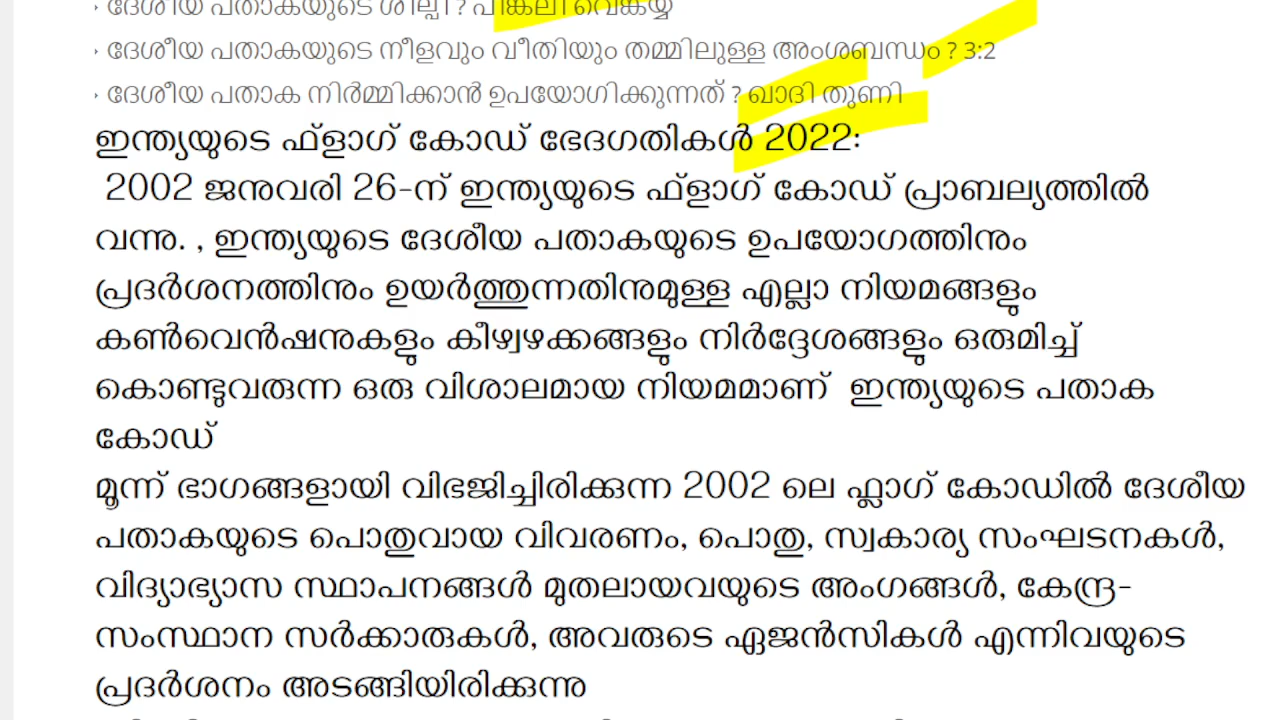 › ദേശീയ പതാകയുടെ ശില്പി ? പിങ്കലി വെങ്കയ്യ
› ദേശീയ പതാകയുടെ നീളവും വീതിയും തമ്മിലുള്ള അംശബന്ധം ? 3:2
› ദേശീയ പതാക നിർമ്മിക്കാൻ ഉപയോഗിക്കുന്നത് ? ഖാദി തുണി
ഇന്ത്യയുടെ ഫ്ളാഗ് കോഡ് ഭേദഗതികൾ 2022:
2002 ജനുവരി 26-ന് ഇന്ത്യയുടെ ഫ്ളാഗ് കോഡ് പ്രാബല്യത്തിൽ
വന്നു. , ഇന്ത്യയുടെ ദേശീയ പതാകയുടെ ഉപയോഗത്തിനും
പ്രദർശനത്തിനും ഉയർത്തുന്നതിനുമുള്ള എല്ലാ നിയമങ്ങളും
കൺവെൻഷനുകളും കീഴ്വഴക്കങ്ങളും നിർദ്ദേശങ്ങളും ഒരുമിച്ച്
കൊണ്ടുവരുന്ന ഒരു വിശാലമായ നിയമമാണ് ഇന്ത്യയുടെ പതാക
കോഡ്
മൂന്ന് ഭാഗങ്ങളായി വിഭജിച്ചിരിക്കുന്ന 2002 ലെ ഫ്ലാഗ് കോഡിൽ ദേശീയ
പതാകയുടെ പൊതുവായ വിവരണം, പൊതു, സ്വകാര്യ സംഘടനകൾ,
വിദ്യാഭ്യാസ സ്ഥാപനങ്ങൾ മുതലായവയുടെ അംഗങ്ങൾ, കേന്ദ്ര-
സംസ്ഥാന സർക്കാരുകൾ, അവരുടെ ഏജൻസികൾ എന്നിവയുടെ
പ്രദർശനം അടങ്ങിയിരിക്കുന്നു